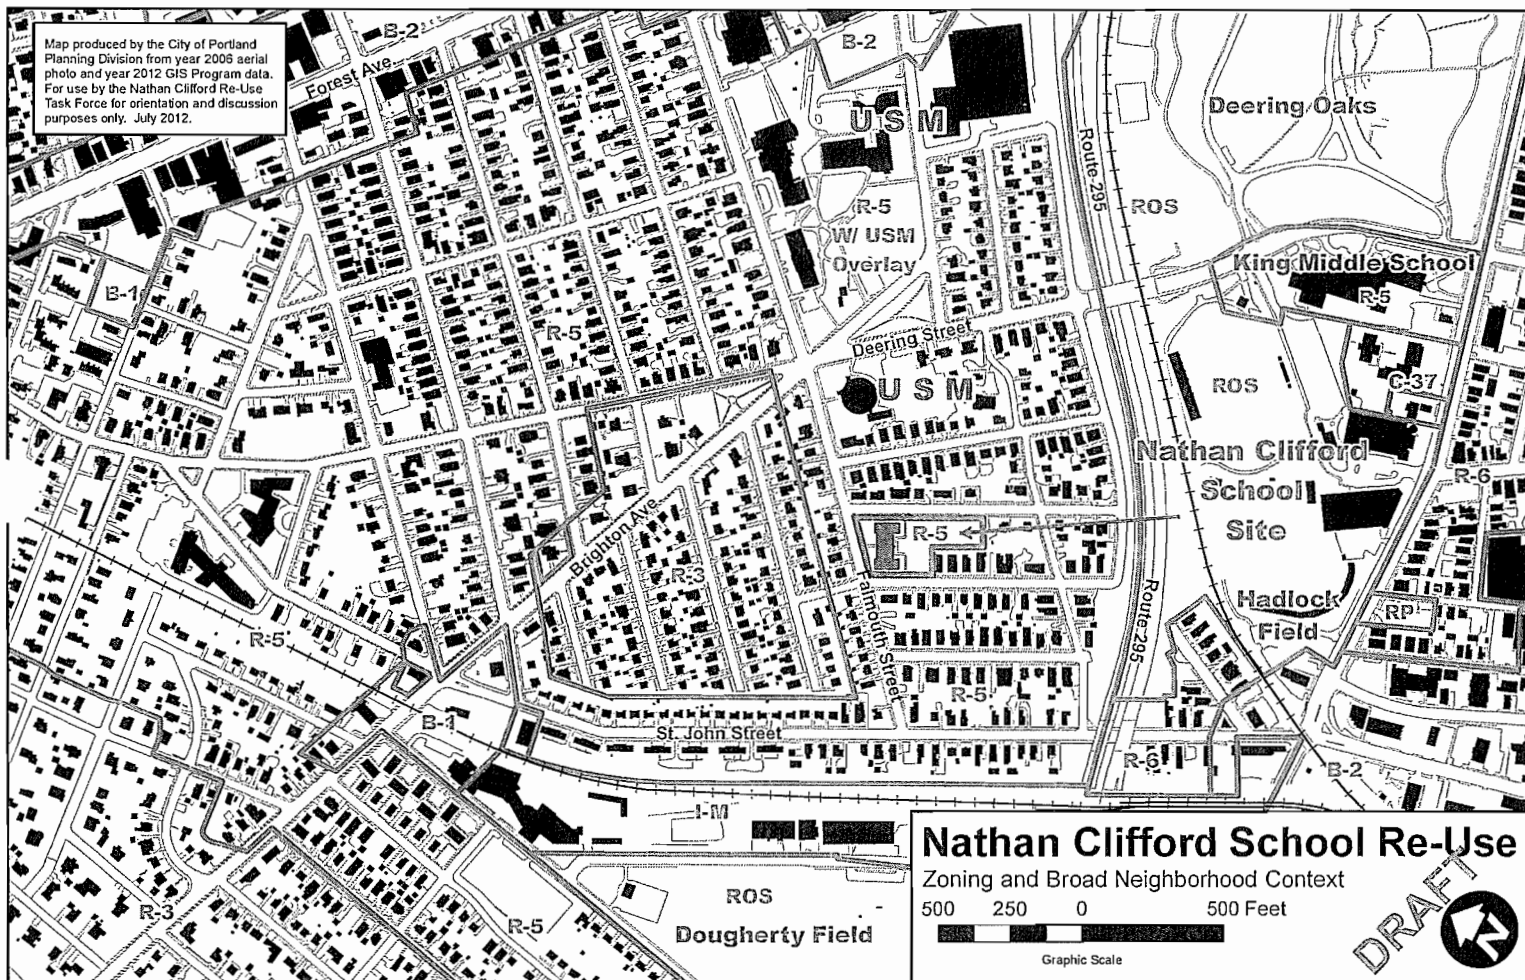 Map produced by the City of Portland
Planning Division from year 2006 aerial
photo and year 2012 GIS Program data.
For use by the Nathan Clifford Re-Use
Task Force for orientation and discussion
purposes only. July 2012.
B-2
Forest Ave.
B-2
USM
Deering Oaks
Route 295
R-5
W/ USM
Overlay
ROS
King Middle School
R-5
B-1
R-5
Deering Street
USM
ROS
C-37
Nathan Clifford
School
Site
R-6
Brighton Ave.
R-5
R-3
Falmouth Street
Route 295
Hadlock
Field
RP
R-5
R-5
B-1
St. John Street
R-6
B-2
I-M
R-3
R-5
ROS
Dougherty Field
Nathan Clifford School Re-Use
Zoning and Broad Neighborhood Context
500 250 0 500 Feet
Graphic Scale
DRAFT
N